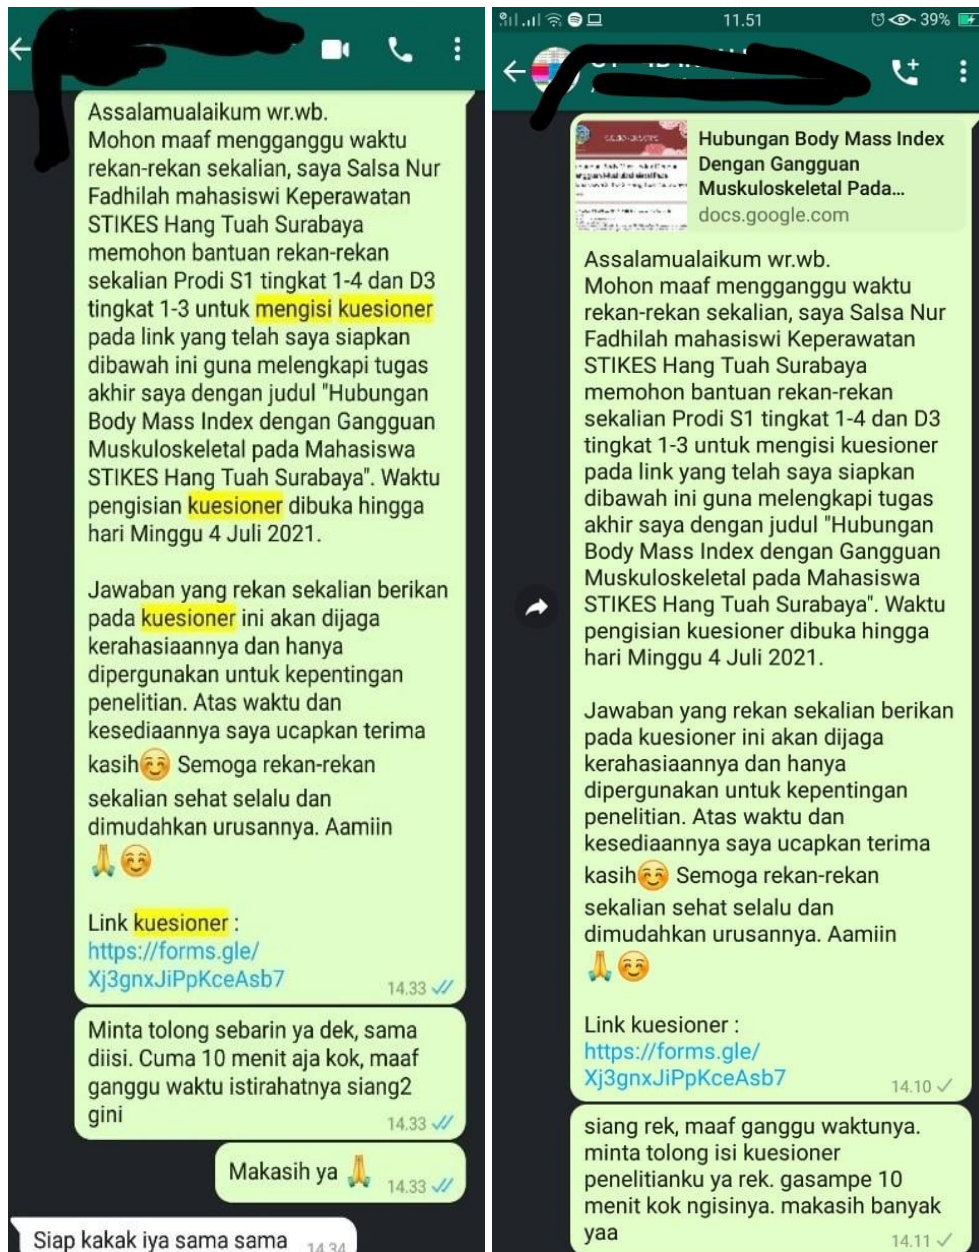 Assalamualaikum wr.wb.
Mohon maaf mengganggu waktu
rekan-rekan sekalian, saya Salsa Nur
Fadhilah mahasiswi Keperawatan
STIKES Hang Tuah Surabaya
memohon bantuan rekan-rekan
sekalian Prodi S1 tingkat 1-4 dan D3
tingkat 1-3 untuk mengisi kuesioner
pada link yang telah saya siapkan
dibawah ini guna melengkapi tugas
akhir saya dengan judul "Hubungan
Body Mass Index dengan Gangguan
Muskuloskeletal pada Mahasiswa
STIKES Hang Tuah Surabaya". Waktu
pengisian kuesioner dibuka hingga
hari Minggu 4 Juli 2021.
Jawaban yang rekan sekalian berikan
pada kuesioner ini akan dijaga
kerahasiaannya dan hanya
dipergunakan untuk kepentingan
penelitian. Atas waktu dan
kesediaannya saya ucapkan terima
kasih☺️ Semoga rekan-rekan
sekalian sehat selalu dan
dimudahkan urusannya. Aamiin
🙏☺️
Link kuesioner :
https://forms.gle/
Xj3gnxJiPpKceAsb7
14.33
Minta tolong sebarin ya dek, sama
diisi. Cuma 10 menit aja kok, maaf
ganggu waktu istirahatnya siang2
gini
14.33
Makasih ya 🙏 14.33
Siap kakak iya sama sama 14.34
11.51 39%
Hubungan Body Mass Index
Dengan Gangguan
Muskuloskeletal Pada...
docs.google.com
Assalamualaikum wr.wb.
Mohon maaf mengganggu waktu
rekan-rekan sekalian, saya Salsa Nur
Fadhilah mahasiswi Keperawatan
STIKES Hang Tuah Surabaya
memohon bantuan rekan-rekan
sekalian Prodi S1 tingkat 1-4 dan D3
tingkat 1-3 untuk mengisi kuesioner
pada link yang telah saya siapkan
dibawah ini guna melengkapi tugas
akhir saya dengan judul "Hubungan
Body Mass Index dengan Gangguan
Muskuloskeletal pada Mahasiswa
STIKES Hang Tuah Surabaya". Waktu
pengisian kuesioner dibuka hingga
hari Minggu 4 Juli 2021.
Jawaban yang rekan sekalian berikan
pada kuesioner ini akan dijaga
kerahasiaannya dan hanya
dipergunakan untuk kepentingan
penelitian. Atas waktu dan
kesediaannya saya ucapkan terima
kasih☺️ Semoga rekan-rekan
sekalian sehat selalu dan
dimudahkan urusannya. Aamiin
🙏☺️
Link kuesioner :
https://forms.gle/
Xj3gnxJiPpKceAsb7
14.10
siang rek, maaf ganggu waktunya.
minta tolong isi kuesioner
penelitianku ya rek. gasampe 10
menit kok ngisinya. makasih banyak
yaa
14.11